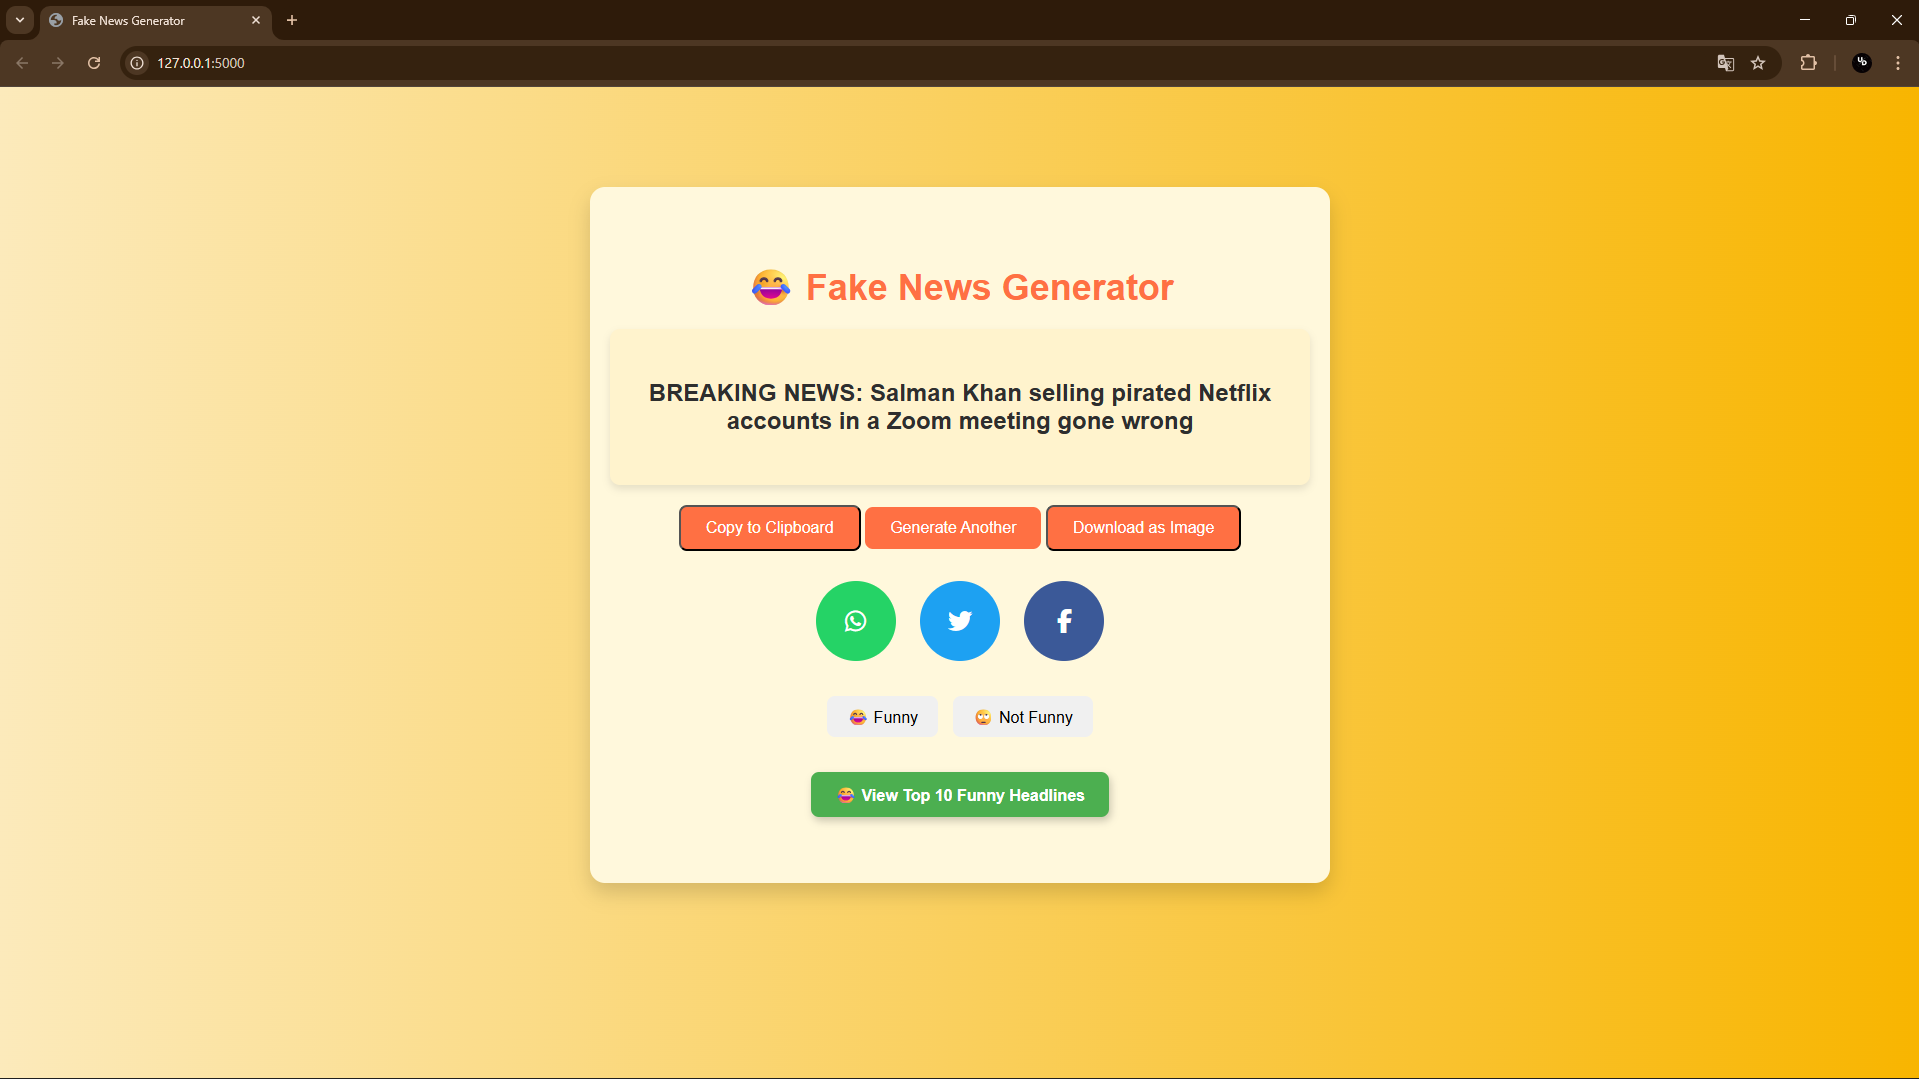 Fake News Generator
127.0.0.1:5000
😂 Fake News Generator
BREAKING NEWS: Salman Khan selling pirated Netflix
accounts in a Zoom meeting gone wrong
Copy to Clipboard
Generate Another
Download as Image
😂 Funny
🙄 Not Funny
😂 View Top 10 Funny Headlines